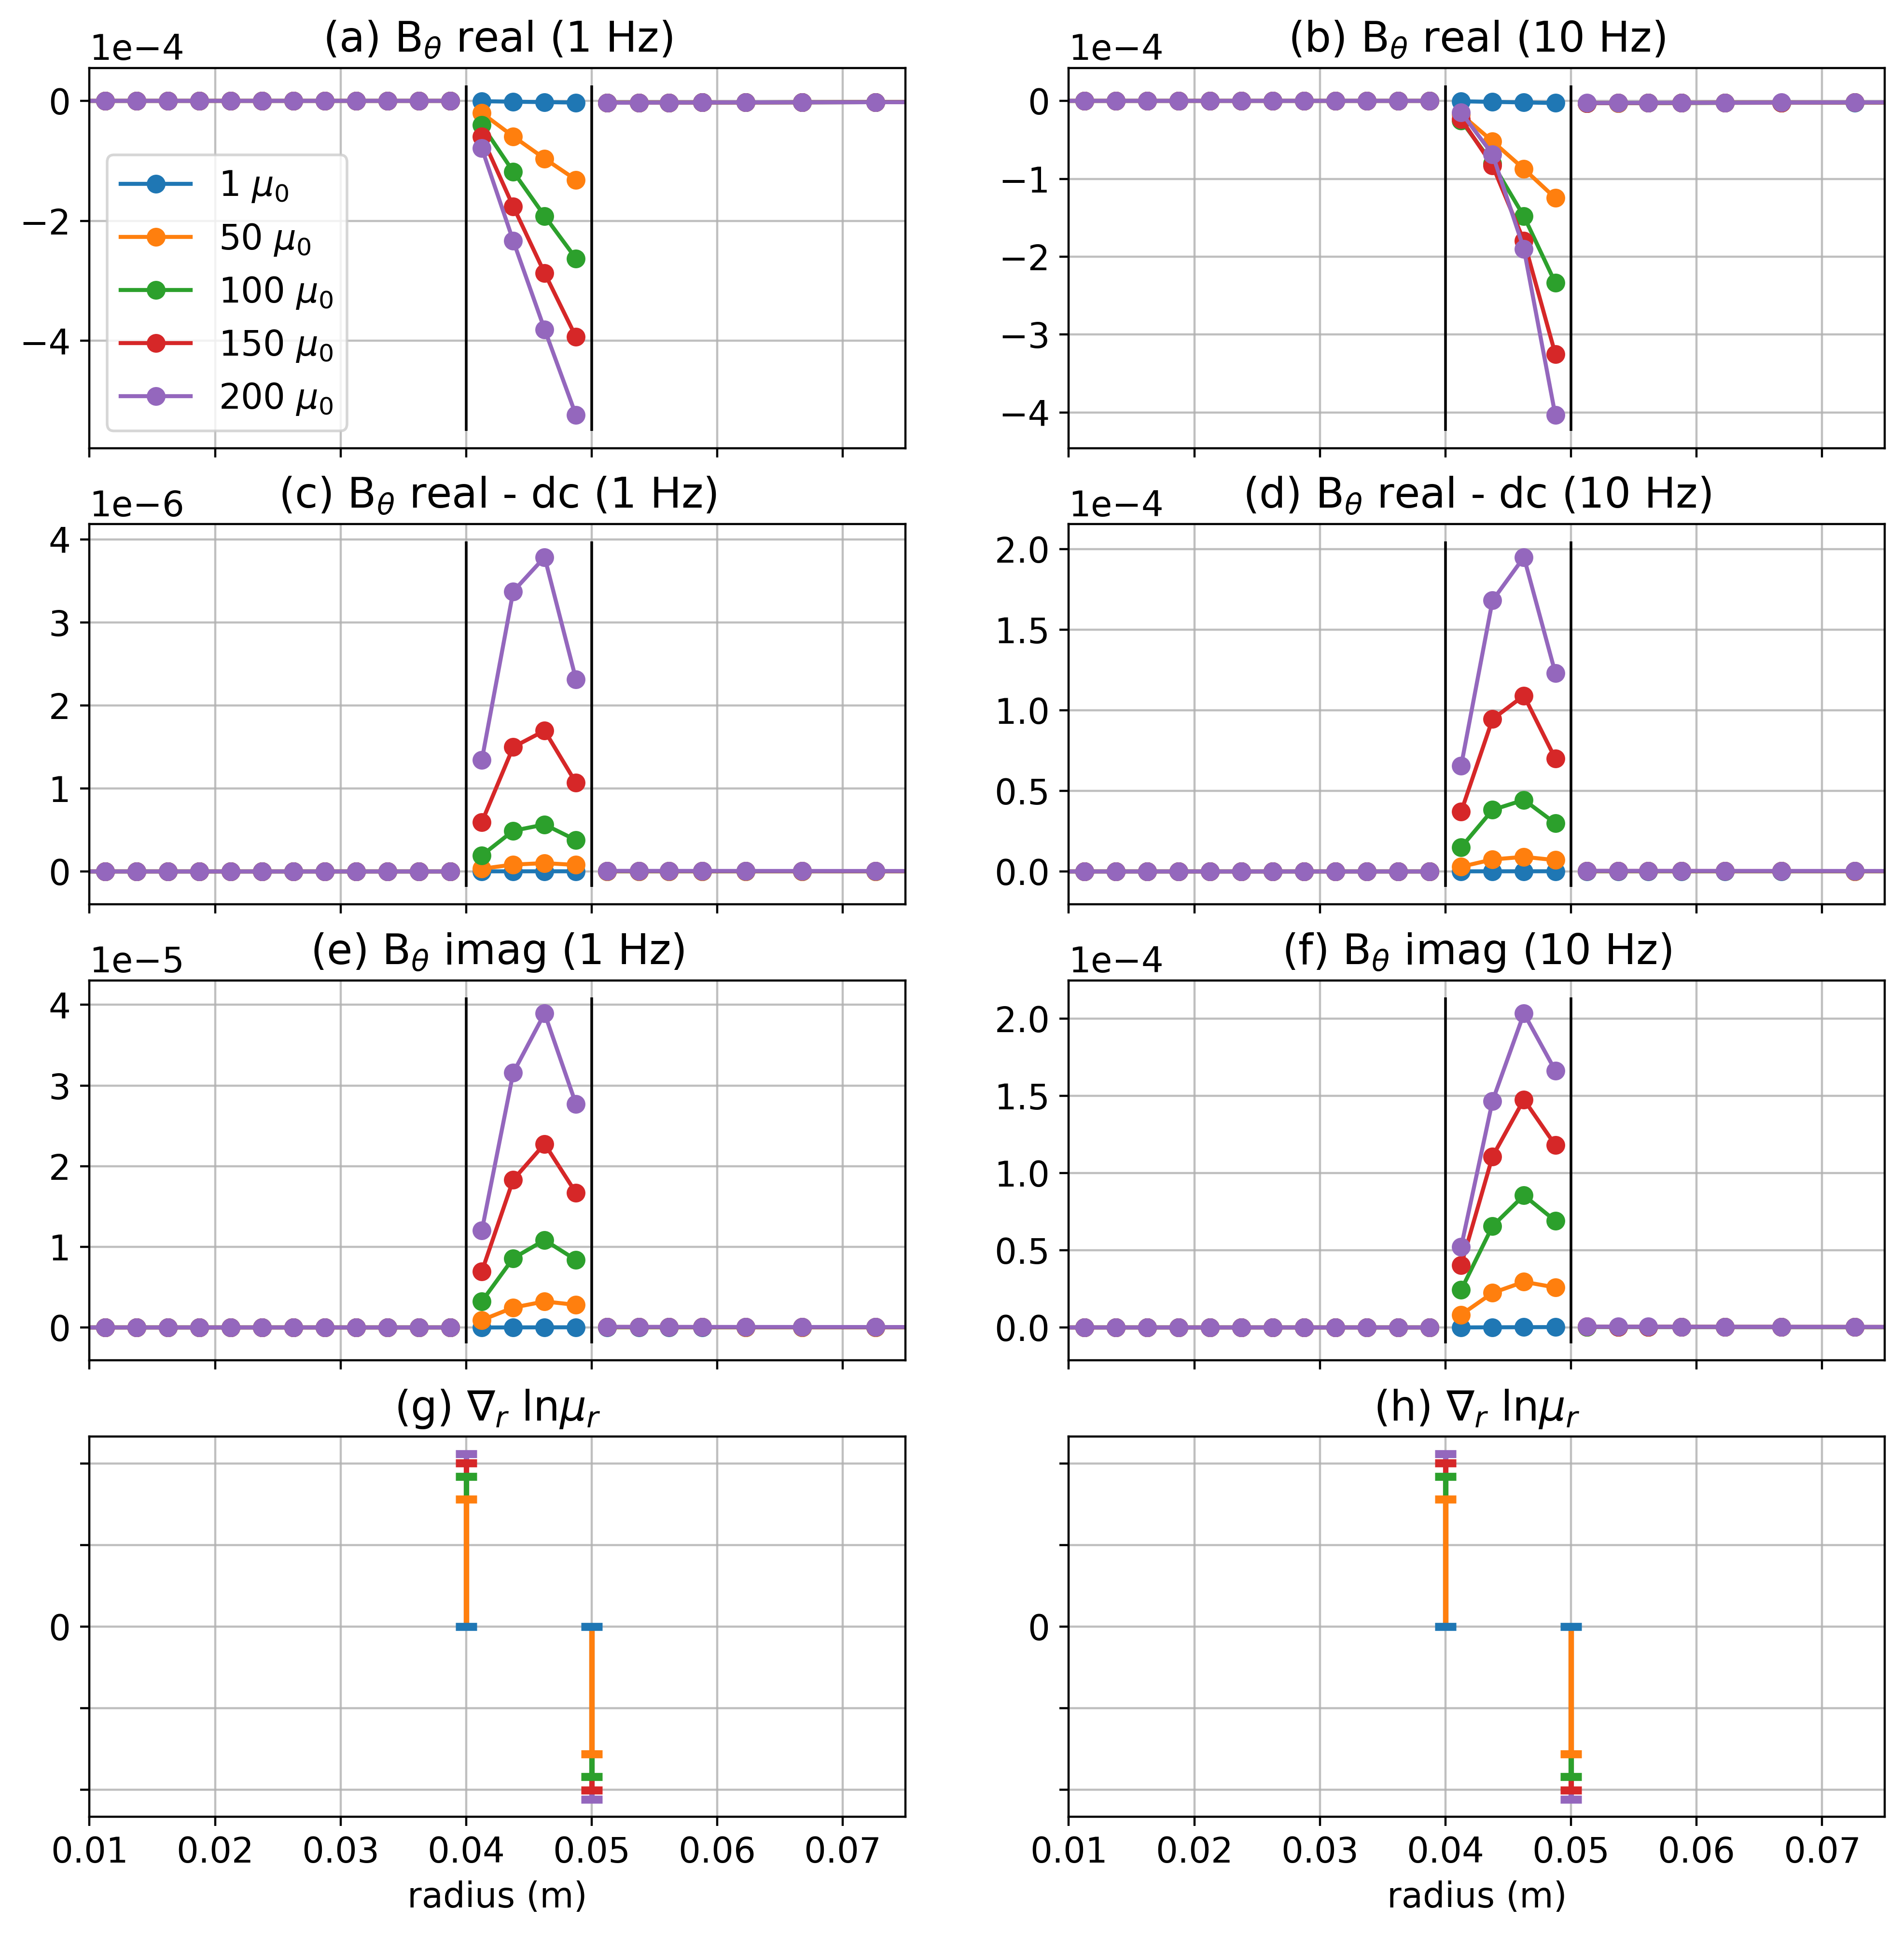 (a) Bθ real (1 Hz)
1e−4
0
−2
−4
1 μ0
50 μ0
100 μ0
150 μ0
200 μ0
(b) Bθ real (10 Hz)
1e−4
0
−1
−2
−3
−4
(c) Bθ real - dc (1 Hz)
1e−6
4
3
2
1
0
(d) Bθ real - dc (10 Hz)
1e−4
2.0
1.5
1.0
0.5
0.0
(e) Bθ imag (1 Hz)
1e−5
4
3
2
1
0
(f) Bθ imag (10 Hz)
1e−4
2.0
1.5
1.0
0.5
0.0
(g) ∇r lnμr
0
0.01 0.02 0.03 0.04 0.05 0.06 0.07
radius (m)
(h) ∇r lnμr
0
0.01 0.02 0.03 0.04 0.05 0.06 0.07
radius (m)